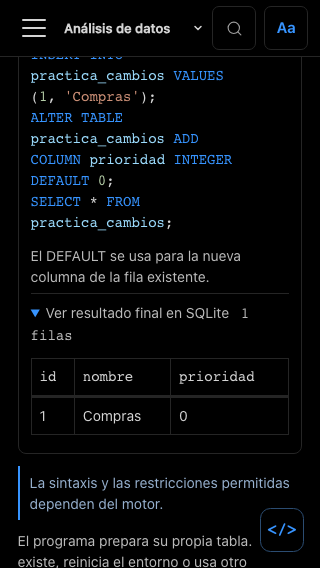 Análisis de datos
Aa
INSERT INTO
practica_cambios VALUES
(1, 'Compras');
ALTER TABLE
practica_cambios ADD
COLUMN prioridad INTEGER
DEFAULT 0;
SELECT * FROM
practica_cambios;
El DEFAULT se usa para la nueva
columna de la fila existente.
Ver resultado final en SQLite 1
filas
id nombre prioridad
1 Compras 0
La sintaxis y las restricciones permitidas
dependen del motor.
</>
El programa prepara su propia tabla.
existe, reinicia el entorno o usa otro